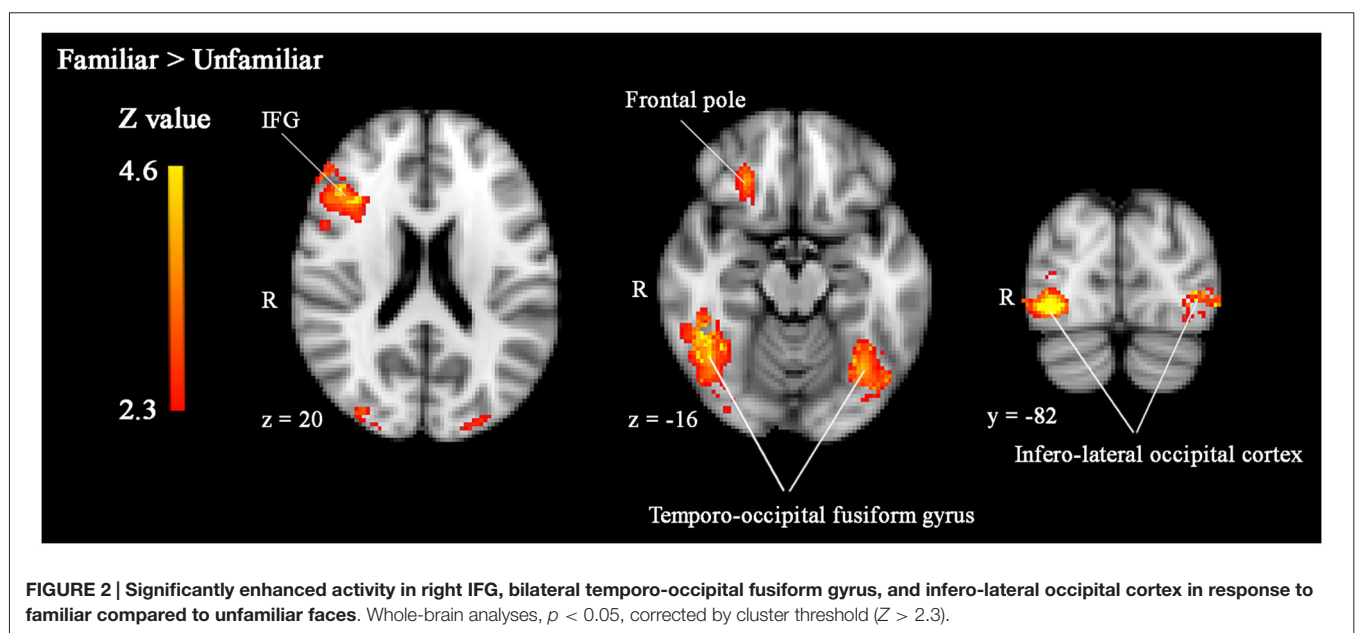 Familiar > Unfamiliar
Z value
4.6
2.3
IFG
R
z = 20
Frontal pole
R
z = -16
Temporo-occipital fusiform gyrus
R
y = -82
Infero-lateral occipital cortex
FIGURE 2 | Significantly enhanced activity in right IFG, bilateral temporo-occipital fusiform gyrus, and infero-lateral occipital cortex in response to
familiar compared to unfamiliar faces. Whole-brain analyses, p < 0.05, corrected by cluster threshold (Z > 2.3).